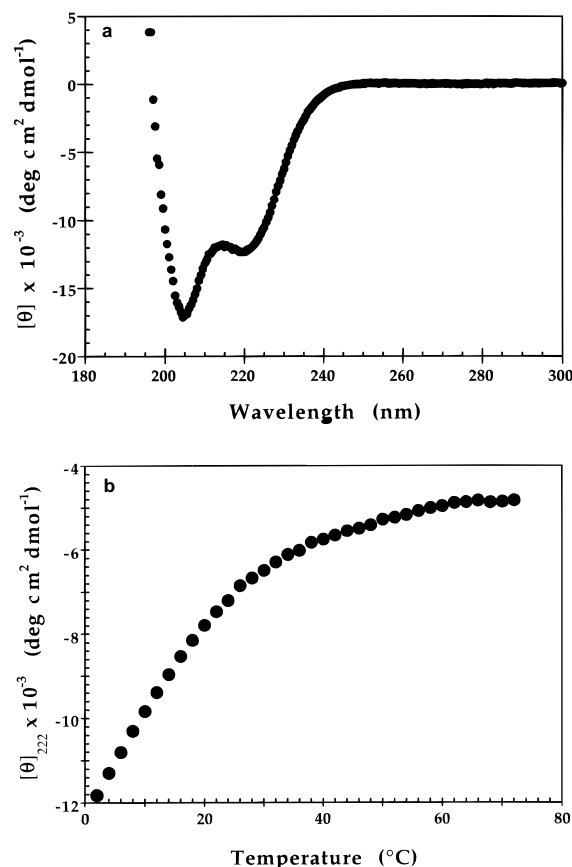 a
5
0
-5
-10
-15
-20
[θ] x 10⁻³ (deg cm² dmol⁻¹)
180 200 220 240 260 280 300
Wavelength (nm)
b
-4
-6
-8
-10
-12
[θ]₂₂₂ x 10⁻³ (deg cm² dmol⁻¹)
0 20 40 60 80
Temperature (°C)